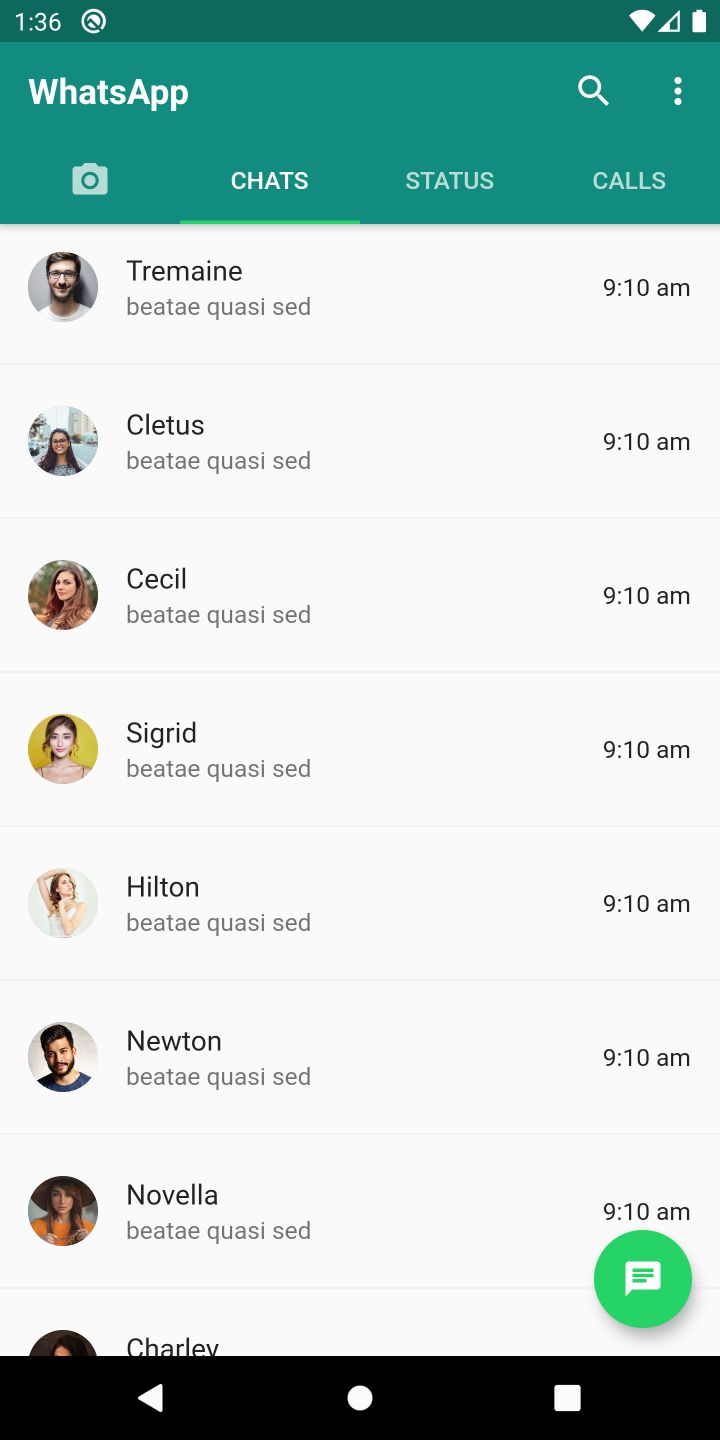 1:36
WhatsApp
CHATS
STATUS
CALLS
Tremaine
beatae quasi sed
9:10 am
Cletus
beatae quasi sed
9:10 am
Cecil
beatae quasi sed
9:10 am
Sigrid
beatae quasi sed
9:10 am
Hilton
beatae quasi sed
9:10 am
Newton
beatae quasi sed
9:10 am
Novella
beatae quasi sed
9:10 am
Charley